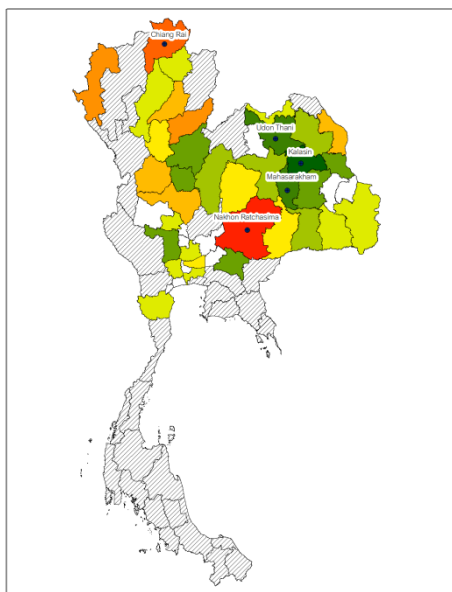 Chiang Rai
Udon Thani
Kalasin
Mahasarakham
Nakhon Ratchasima